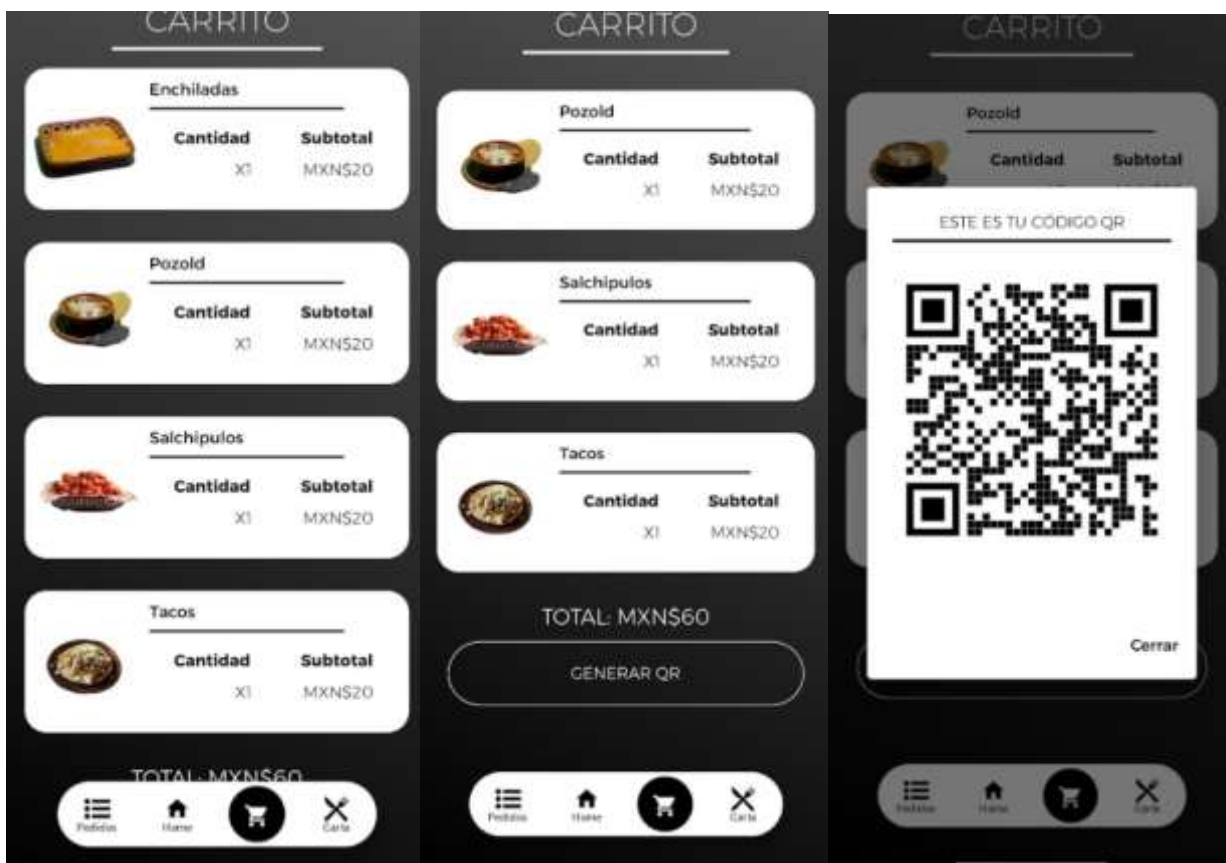 CARRITO
Enchiladas
Cantidad Subtotal
X1 MXN$20
Pozold
Cantidad Subtotal
X1 MXN$20
Salchipulos
Cantidad Subtotal
X1 MXN$20
Tacos
Cantidad Subtotal
X1 MXN$20
TOTAL: MXN$60
Pedidos Home Carta
CARRITO
Pozold
Cantidad Subtotal
X1 MXN$20
Salchipulos
Cantidad Subtotal
X1 MXN$20
Tacos
Cantidad Subtotal
X1 MXN$20
TOTAL: MXN$60
GENERAR QR
Pedidos Home Carta
CARRITO
Pozold
Cantidad Subtotal
ESTE ES TU CÓDIGO QR
Cerrar
Pedidos Home Carta